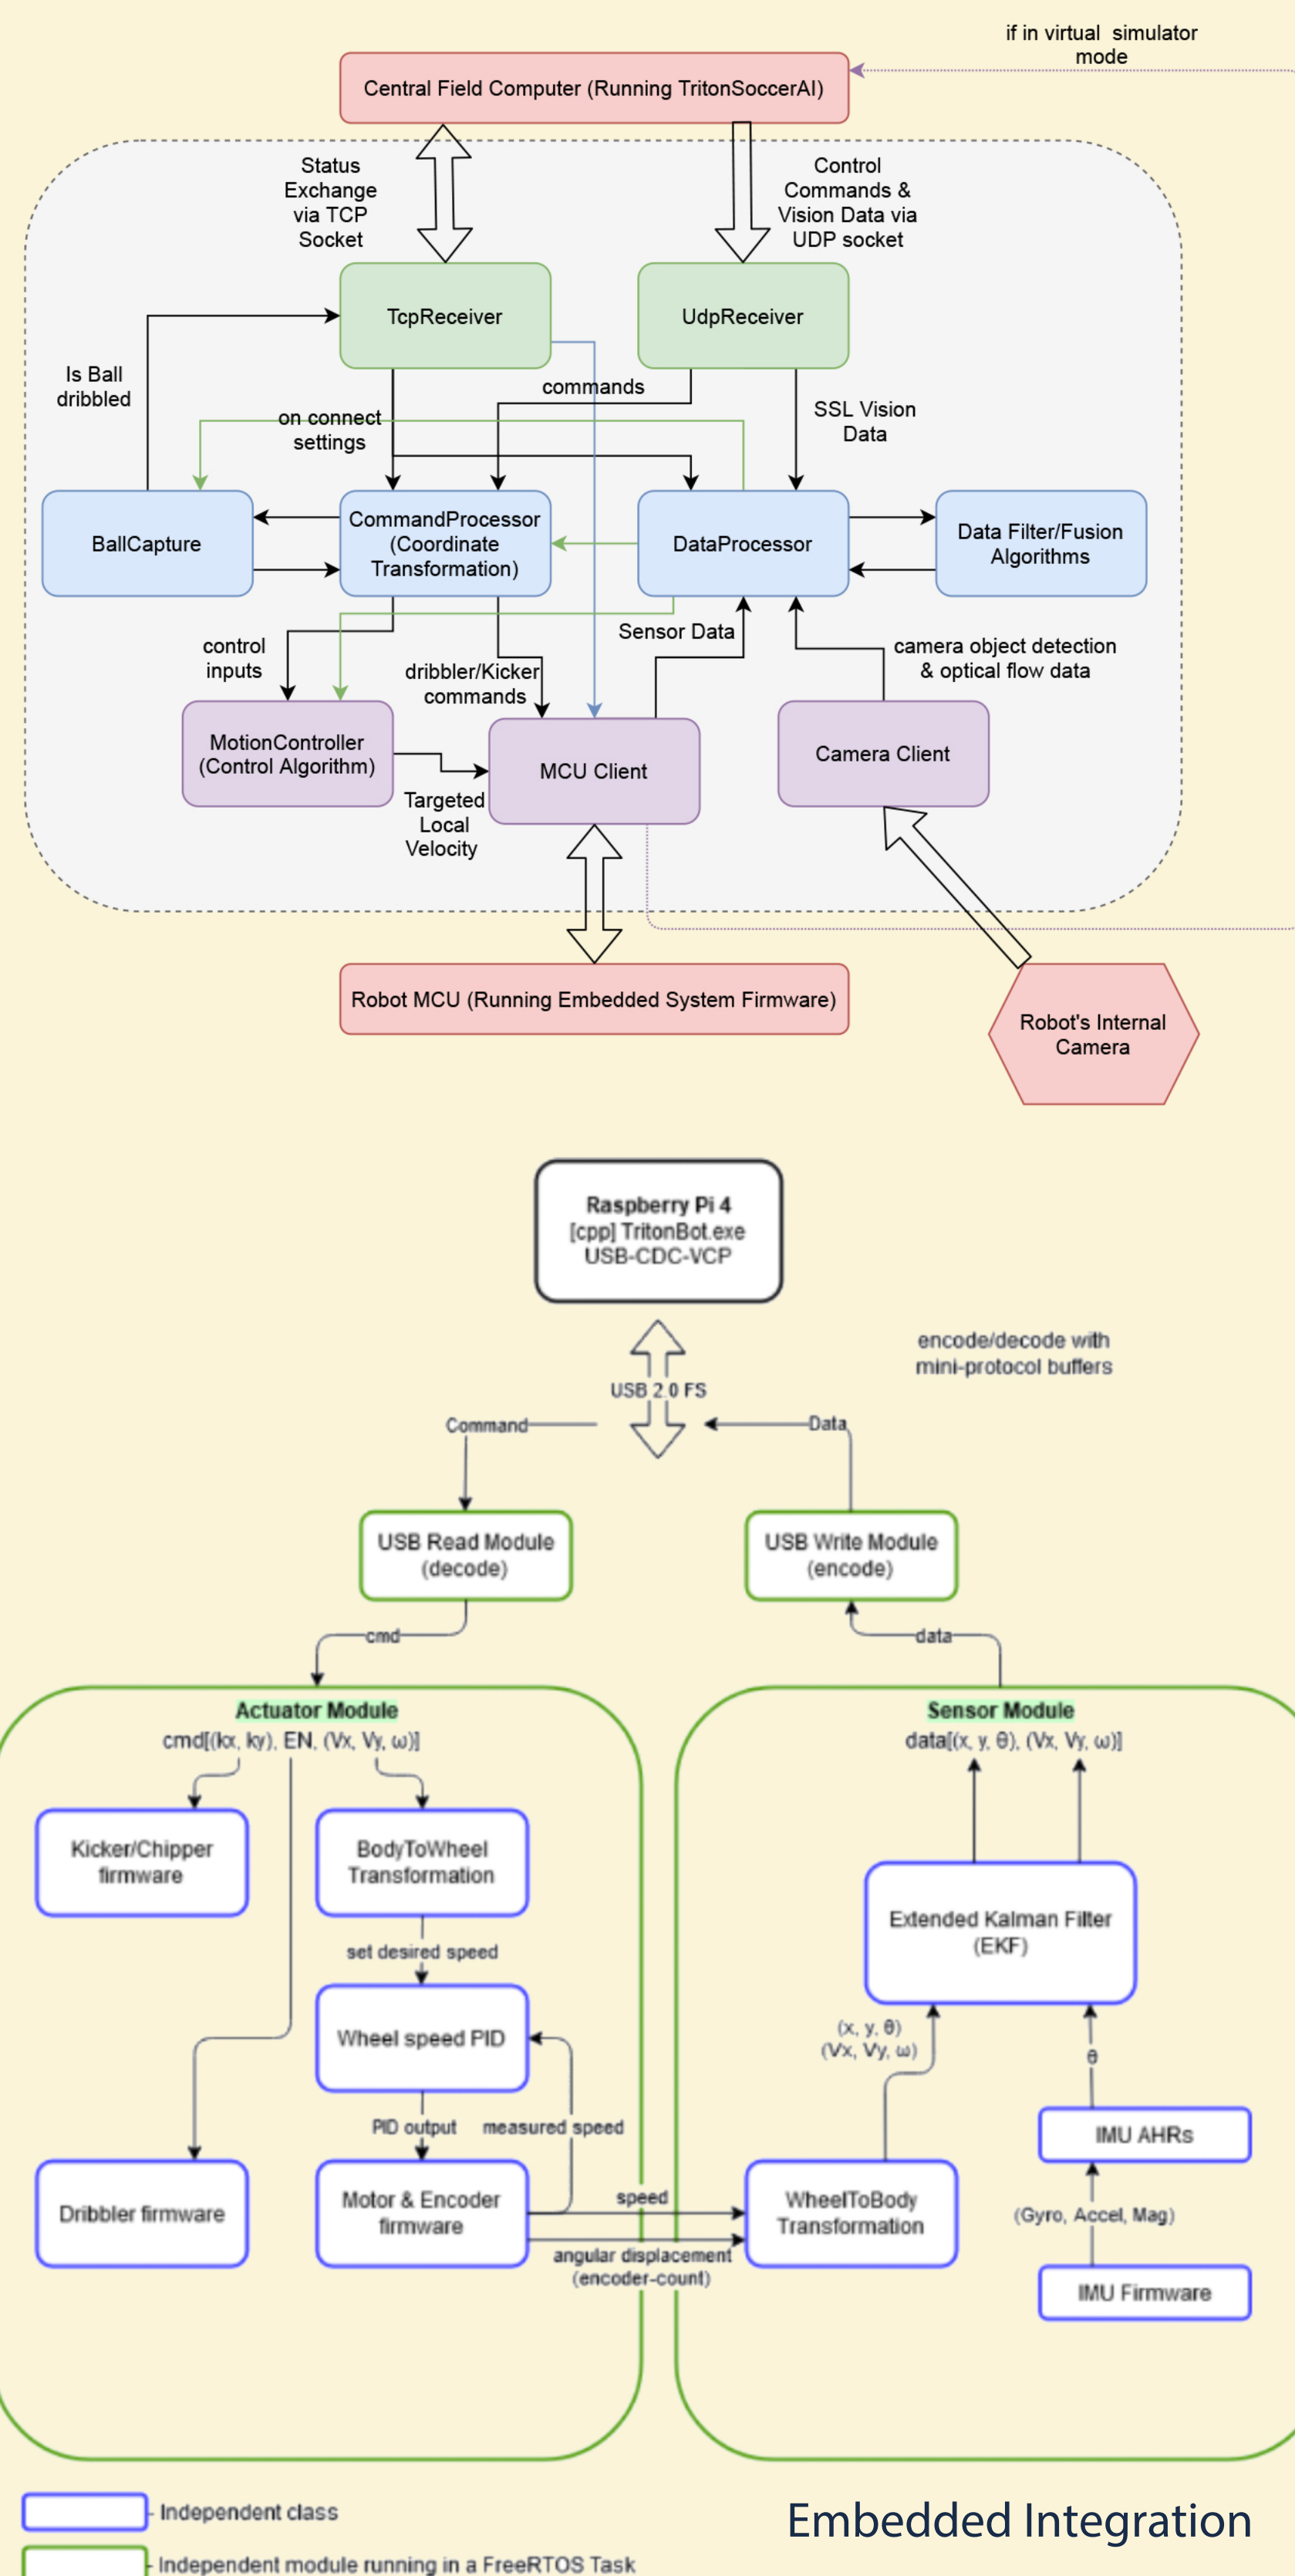 if in virtual simulator
mode
Central Field Computer (Running TritonSoccerAI)
Status
Exchange
via TCP
Socket
Control
Commands &
Vision Data via
UDP socket
TcpReceiver
UdpReceiver
Is Ball
dribbled
commands
on connect
settings
SSL Vision
Data
BallCapture
CommandProcessor
(Coordinate
Transformation)
DataProcessor
Data Filter/Fusion
Algorithms
control
inputs
dribbler/Kicker
commands
Sensor Data
camera object detection
& optical flow data
MotionController
(Control Algorithm)
MCU Client
Camera Client
Targeted
Local
Velocity
Robot MCU (Running Embedded System Firmware)
Robot's Internal
Camera
Raspberry Pi 4
[cpp] TritonBot.exe
USB-CDC-VCP
encode/decode with
mini-protocol buffers
USB 2.0 FS
Command
Data
USB Read Module
(decode)
USB Write Module
(encode)
cmd
data
Actuator Module
cmd[(kx, ky), EN, (Vx, Vy, ω)]
Sensor Module
data[(x, y, θ), (Vx, Vy, ω)]
Kicker/Chipper
firmware
BodyToWheel
Transformation
Extended Kalman Filter
(EKF)
set desired speed
Wheel speed PID
(x, y, θ)
(Vx, Vy, ω)
θ
PID output
measured speed
IMU AHRs
Dribbler firmware
Motor & Encoder
firmware
speed
WheelToBody
Transformation
(Gyro, Accel, Mag)
angular displacement
(encoder-count)
IMU Firmware
- Independent class
Embedded Integration
- Independent module running in a FreeRTOS Task